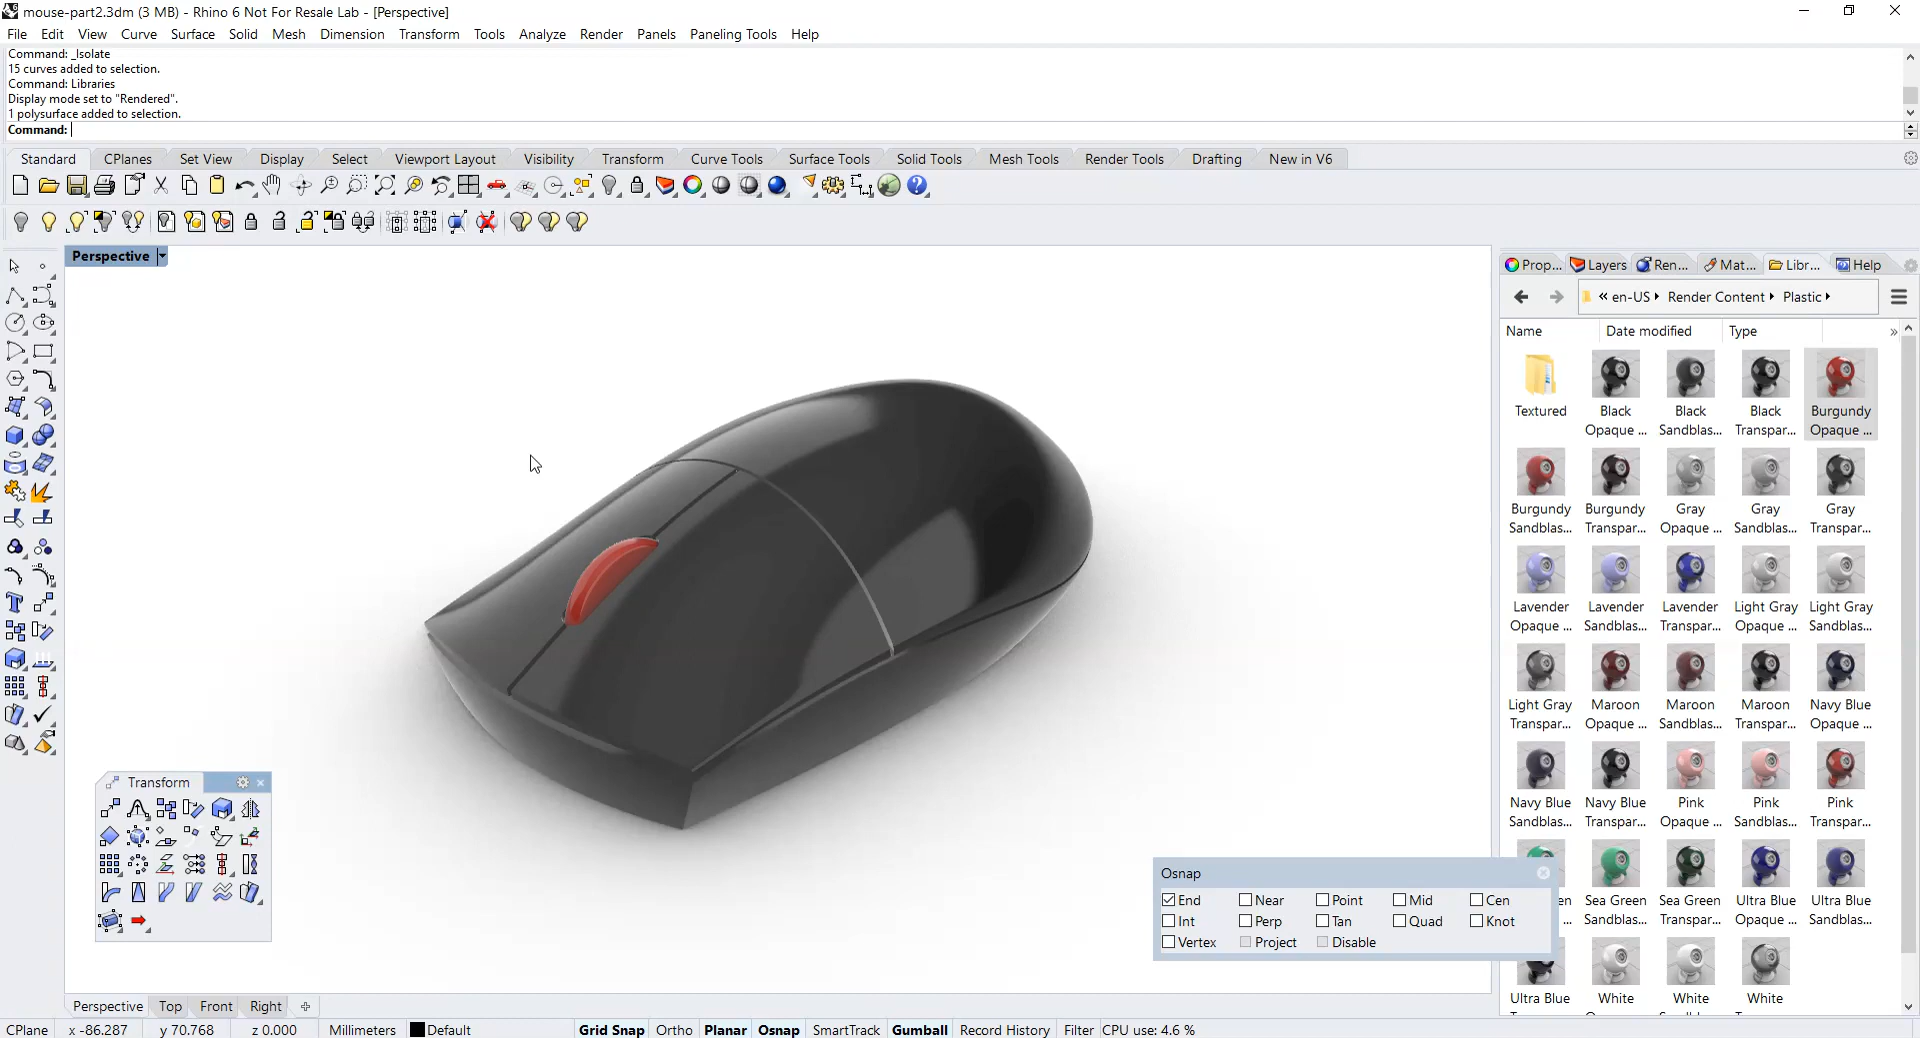 mouse-part2.3dm (3 MB) - Rhino 6 Not For Resale Lab - [Perspective]
File Edit View Curve Surface Solid Mesh Dimension Transform Tools Analyze Render Panels Paneling Tools Help
Command: _Isolate
15 curves added to selection.
Command: Libraries
Display mode set to "Rendered".
1 polysurface added to selection.
Command:
Standard CPlanes Set View Display Select Viewport Layout Visibility Transform Curve Tools Surface Tools Solid Tools Mesh Tools Render Tools Drafting New in V6
Perspective
Prop... Layers Ren... Mat... Libr... Help
« en-US Render Content Plastic
Name Date modified Type »
Textured Black Opaque ... Black Sandblas... Black Transpar... Burgundy Opaque ...
Burgundy Sandblas... Burgundy Transpar... Gray Opaque ... Gray Sandblas... Gray Transpar...
Lavender Opaque ... Lavender Sandblas... Lavender Transpar... Light Gray Opaque ... Light Gray Sandblas...
Light Gray Transpar... Maroon Opaque ... Maroon Sandblas... Maroon Transpar... Navy Blue Opaque ...
Navy Blue Sandblas... Navy Blue Transpar... Pink Opaque ... Pink Sandblas... Pink Transpar...
en ... Sea Green Sandblas... Sea Green Transpar... Ultra Blue Opaque ... Ultra Blue Sandblas...
Ultra Blue White White White
Transform
Osnap
End Near Point Mid Cen
Int Perp Tan Quad Knot
Vertex Project Disable
Perspective Top Front Right
CPlane x -86.287 y 70.768 z 0.000 Millimeters Default Grid Snap Ortho Planar Osnap SmartTrack Gumball Record History Filter CPU use: 4.6 %